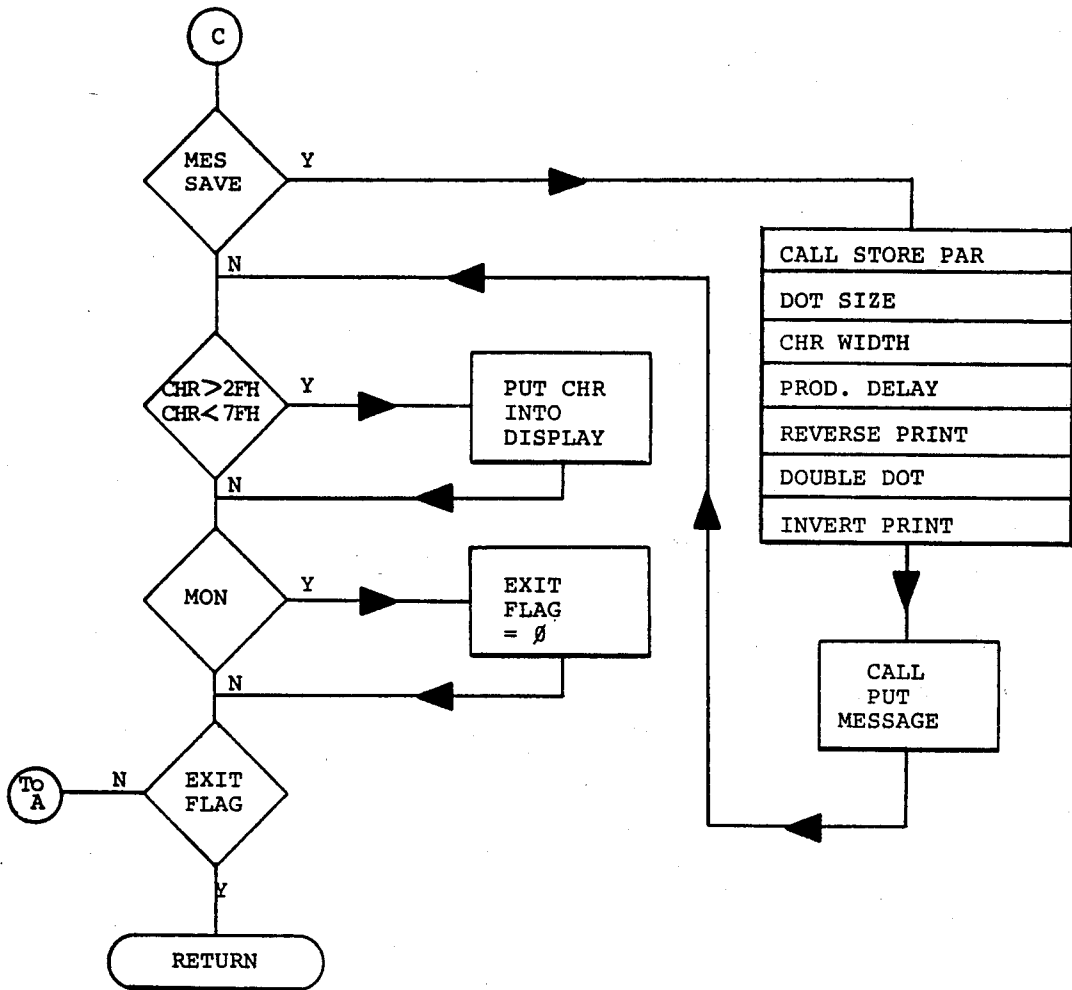 C
MES
SAVE
Y
N
CALL STORE PAR
DOT SIZE
CHR WIDTH
PROD. DELAY
REVERSE PRINT
DOUBLE DOT
INVERT PRINT
CHR>2FH
CHR<7FH
Y
PUT CHR
INTO
DISPLAY
N
MON
Y
EXIT
FLAG
= Ø
CALL
PUT
MESSAGE
N
To
A
N
EXIT
FLAG
Y
RETURN